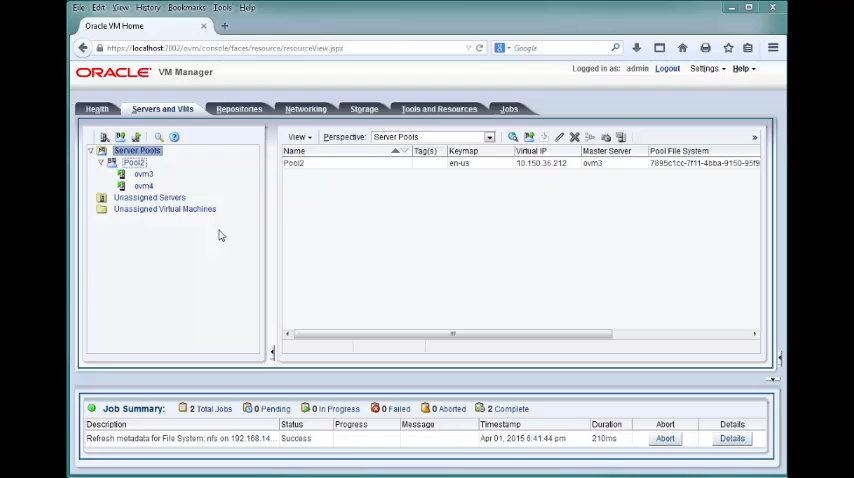 File Edit View History Bookmarks Tools Help
Oracle VM Home
https://localhost:7002/ovm/console/faces/resource/resourceView.jspx
Google
ORACLE VM Manager
Logged in as: admin Logout Settings Help
Health Servers and VMs Repositories Networking Storage Tools and Resources Jobs
View Perspective: Server Pools »
Server Pools
Pool2
ovm3
ovm4
Unassigned Servers
Unassigned Virtual Machines
Name Tag(s) Keymap Virtual IP Master Server Pool File System
Pool2 en-us 10.150.36.212 ovm3 7895c1cc-7f11-4bba-9150-95f9
Job Summary: 2 Total Jobs 0 Pending 0 In Progress 0 Failed 0 Aborted 2 Complete
Description Status Progress Message Timestamp Duration Abort Details
Refresh metadata for File System: nfs on 192.168.14... Success Apr 01, 2015 6:41:44 pm 210ms Abort Details